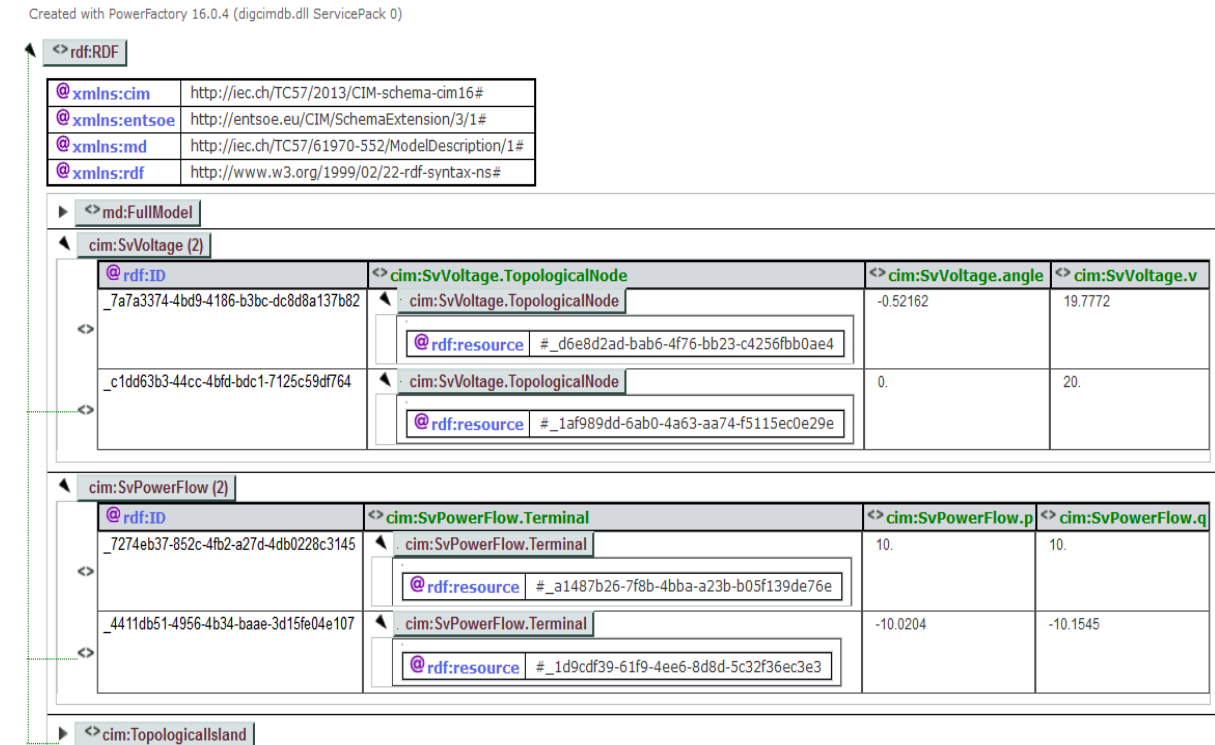 Created with PowerFactory 16.0.4 (digcimdb.dll ServicePack 0)
<> rdf:RDF
@ xmlns:cim http://iec.ch/TC57/2013/CIM-schema-cim16#
@ xmlns:entsoe http://entsoe.eu/CIM/SchemaExtension/3/1#
@ xmlns:md http://iec.ch/TC57/61970-552/ModelDescription/1#
@ xmlns:rdf http://www.w3.org/1999/02/22-rdf-syntax-ns#
<> md:FullModel
cim:SvVoltage (2)
@ rdf:ID <> cim:SvVoltage.TopologicalNode <> cim:SvVoltage.angle <> cim:SvVoltage.v
_7a7a3374-4bd9-4186-b3bc-dc8d8a137b82 cim:SvVoltage.TopologicalNode -0.52162 19.7772
<> @ rdf:resource #_d6e8d2ad-bab6-4f76-bb23-c4256fbb0ae4
_c1dd63b3-44cc-4bfd-bdc1-7125c59df764 cim:SvVoltage.TopologicalNode 0. 20.
<> @ rdf:resource #_1af989dd-6ab0-4a63-aa74-f5115ec0e29e
cim:SvPowerFlow (2)
@ rdf:ID <> cim:SvPowerFlow.Terminal <> cim:SvPowerFlow.p <> cim:SvPowerFlow.q
_7274eb37-852c-4fb2-a27d-4db0228c3145 cim:SvPowerFlow.Terminal 10. 10.
<> @ rdf:resource #_a1487b26-7f8b-4bba-a23b-b05f139de76e
_4411db51-4956-4b34-baae-3d15fe04e107 cim:SvPowerFlow.Terminal -10.0204 -10.1545
<> @ rdf:resource #_1d9cdf39-61f9-4ee6-8d8d-5c32f36ec3e3
<> cim:TopologicalIsland